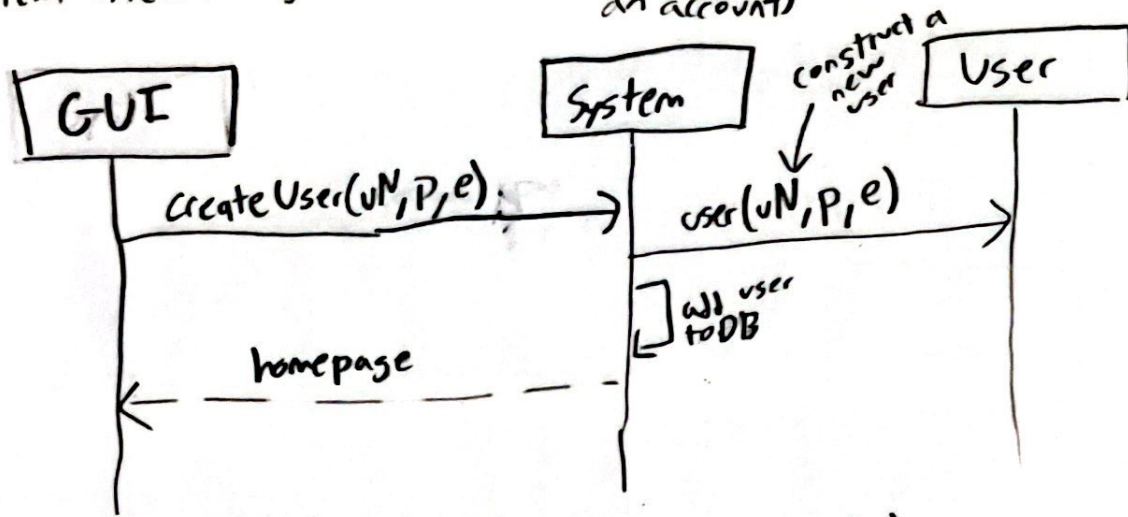 an account)
construct a
new
user
GUI
System
User
createUser(uN, P, e)
user(uN, P, e)
add user
to DB
homepage